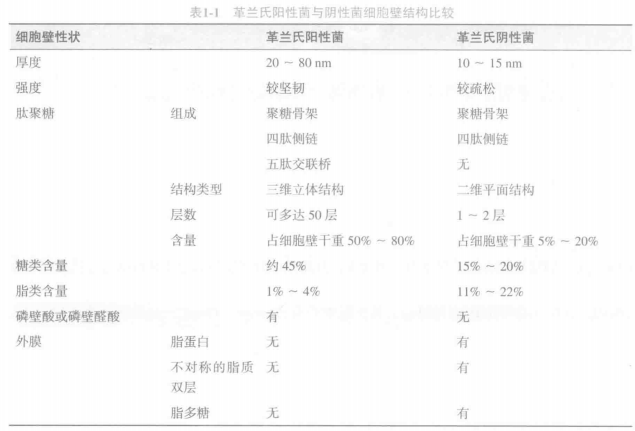 表1-1 革兰氏阳性菌与阴性菌细胞壁结构比较
细胞壁性状 革兰氏阳性菌 革兰氏阴性菌
厚度 20 ~ 80 nm 10 ~ 15 nm
强度 较坚韧 较疏松
肽聚糖 组成 聚糖骨架 聚糖骨架
四肽侧链 四肽侧链
五肽交联桥 无
结构类型 三维立体结构 二维平面结构
层数 可多达 50 层 1 ~ 2 层
含量 占细胞壁干重 50% ~ 80% 占细胞壁干重 5% ~ 20%
糖类含量 约 45% 15% ~ 20%
脂类含量 1% ~ 4% 11% ~ 22%
磷壁酸或磷壁醛酸 有 无
外膜 脂蛋白 无 有
不对称的脂质 无 有
双层
脂多糖 无 有